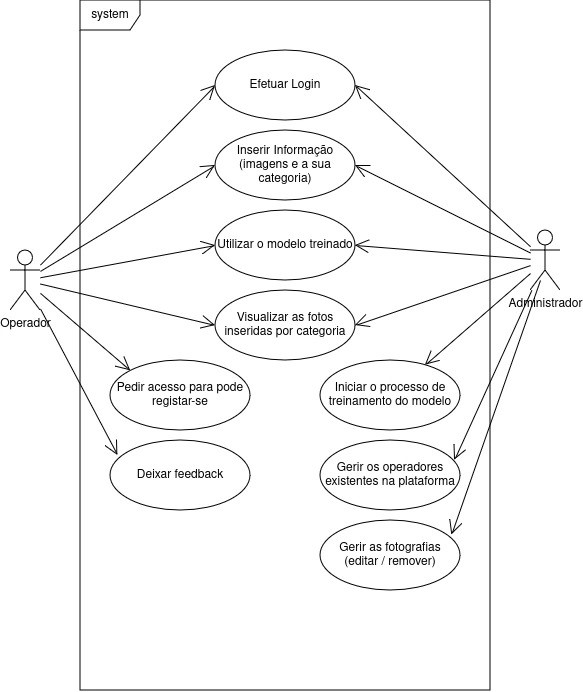 system
Efetuar Login
Inserir Informação
(imagens e a sua
categoria)
Utilizar o modelo treinado
Operador
Administrador
Visualizar as fotos
inseridas por categoria
Pedir acesso para pode
registar-se
Iniciar o processo de
treinamento do modelo
Deixar feedback
Gerir os operadores
existentes na plataforma
Gerir as fotografias
(editar / remover)